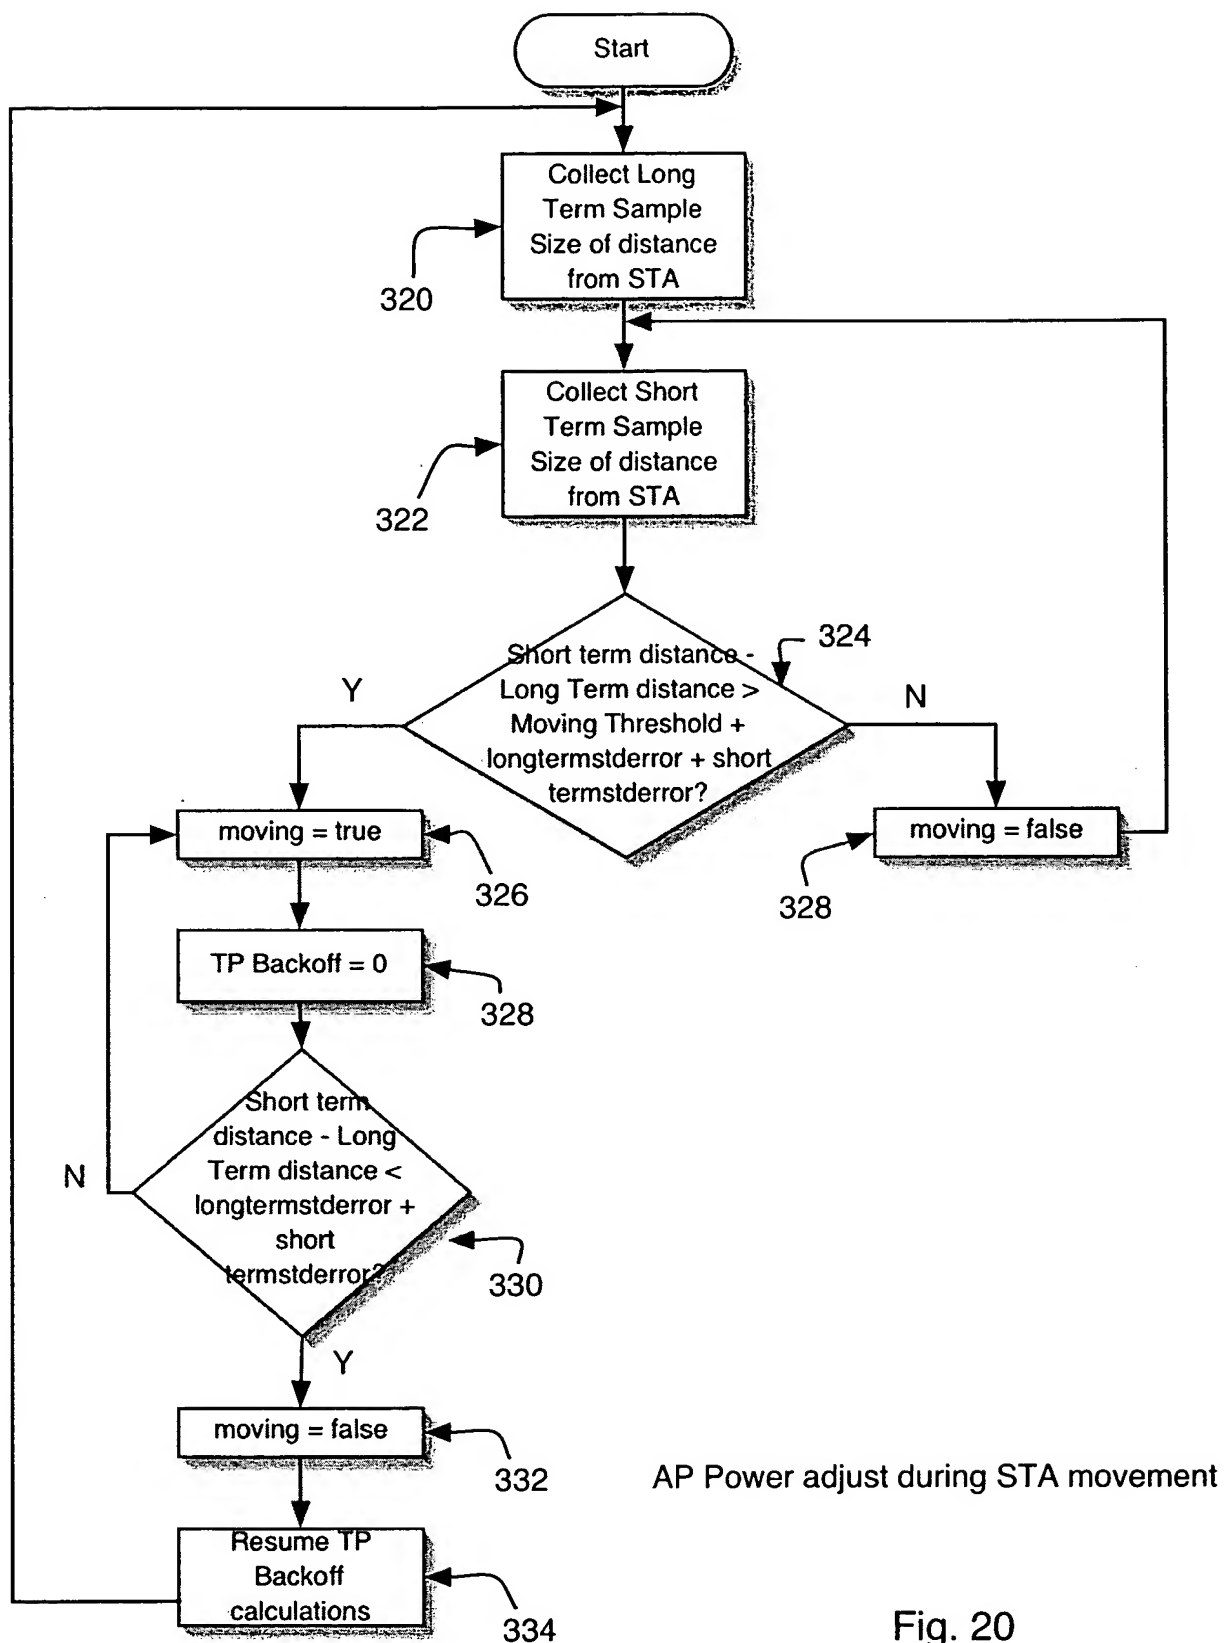 Start
Collect Long
Term Sample
Size of distance
from STA
320
Collect Short
Term Sample
Size of distance
from STA
322
324
Short term distance -
Long Term distance >
Moving Threshold +
longtermstderror + short
termstderror?
Y
N
moving = true
326
moving = false
328
TP Backoff = 0
328
Short term
distance - Long
Term distance <
longtermstderror +
short
termstderror?
N
330
Y
moving = false
332
AP Power adjust during STA movement
Resume TP
Backoff
calculations
334
Fig. 20